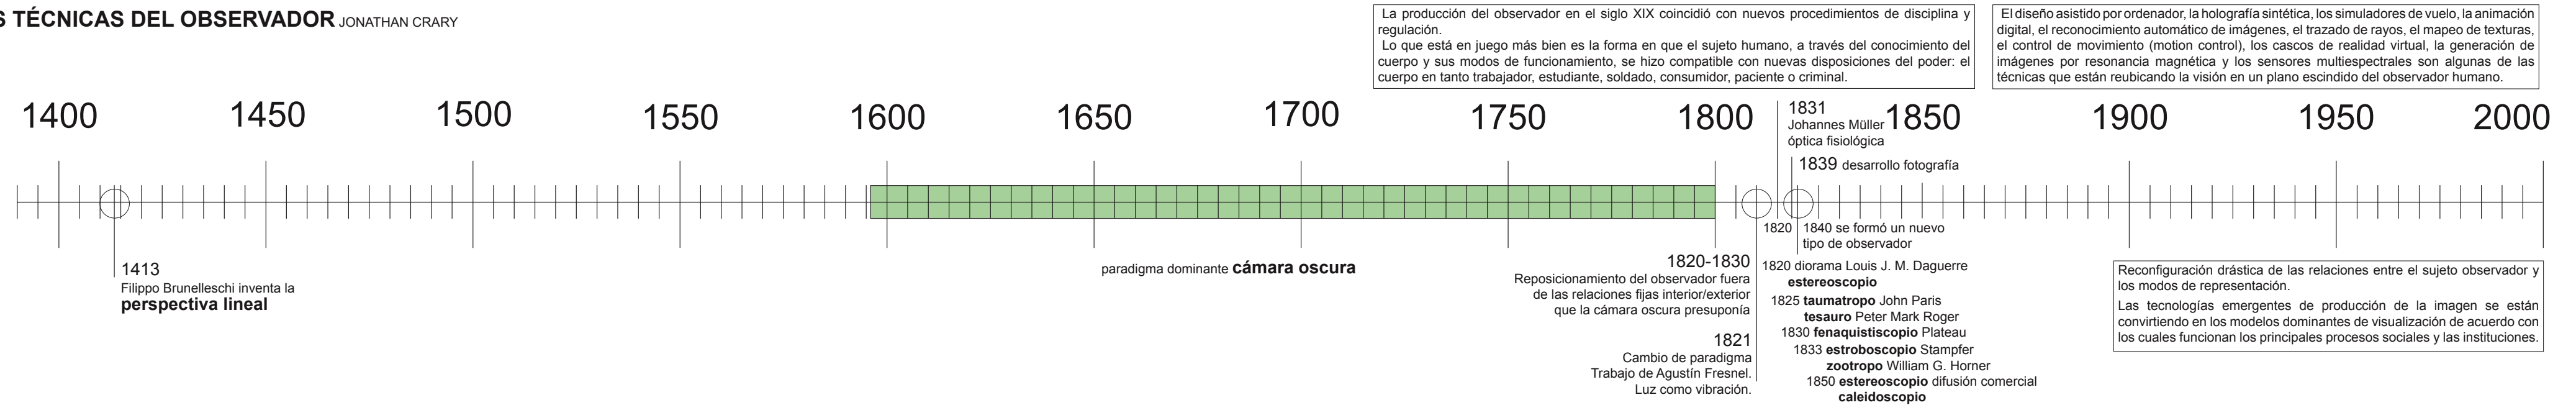 S TÉCNICAS DEL OBSERVADOR JONATHAN CRARY
La producción del observador en el siglo XIX coincidió con nuevos procedimientos de disciplina y
regulación.
Lo que está en juego más bien es la forma en que el sujeto humano, a través del conocimiento del
cuerpo y sus modos de funcionamiento, se hizo compatible con nuevas disposiciones del poder: el
cuerpo en tanto trabajador, estudiante, soldado, consumidor, paciente o criminal.
El diseño asistido por ordenador, la holografía sintética, los simuladores de vuelo, la animación
digital, el reconocimiento automático de imágenes, el trazado de rayos, el mapeo de texturas,
el control de movimiento (motion control), los cascos de realidad virtual, la generación de
imágenes por resonancia magnética y los sensores multiespectrales son algunas de las
técnicas que están reubicando la visión en un plano escindido del observador humano.
1400
1450
1500
1550
1600
1650
1700
1750
1800
1831
Johannes Müller
óptica fisiológica
1850
1900
1950
2000
1839 desarrollo fotografía
1413
Filippo Brunelleschi inventa la
perspectiva lineal
paradigma dominante cámara oscura
1820-1830
Reposicionamiento del observador fuera
de las relaciones fijas interior/exterior
que la cámara oscura presuponía
1821
Cambio de paradigma
Trabajo de Agustín Fresnel.
Luz como vibración.
1820
1840 se formó un nuevo
tipo de observador
1820 diorama Louis J. M. Daguerre
estereoscopio
1825 taumatropo John Paris
tesauro Peter Mark Roger
1830 fenaquistiscopio Plateau
1833 estroboscopio Stampfer
zootropo William G. Horner
1850 estereoscopio difusión comercial
caleidoscopio
Reconfiguración drástica de las relaciones entre el sujeto observador y
los modos de representación.
Las tecnologías emergentes de producción de la imagen se están
convirtiendo en los modelos dominantes de visualización de acuerdo con
los cuales funcionan los principales procesos sociales y las instituciones.